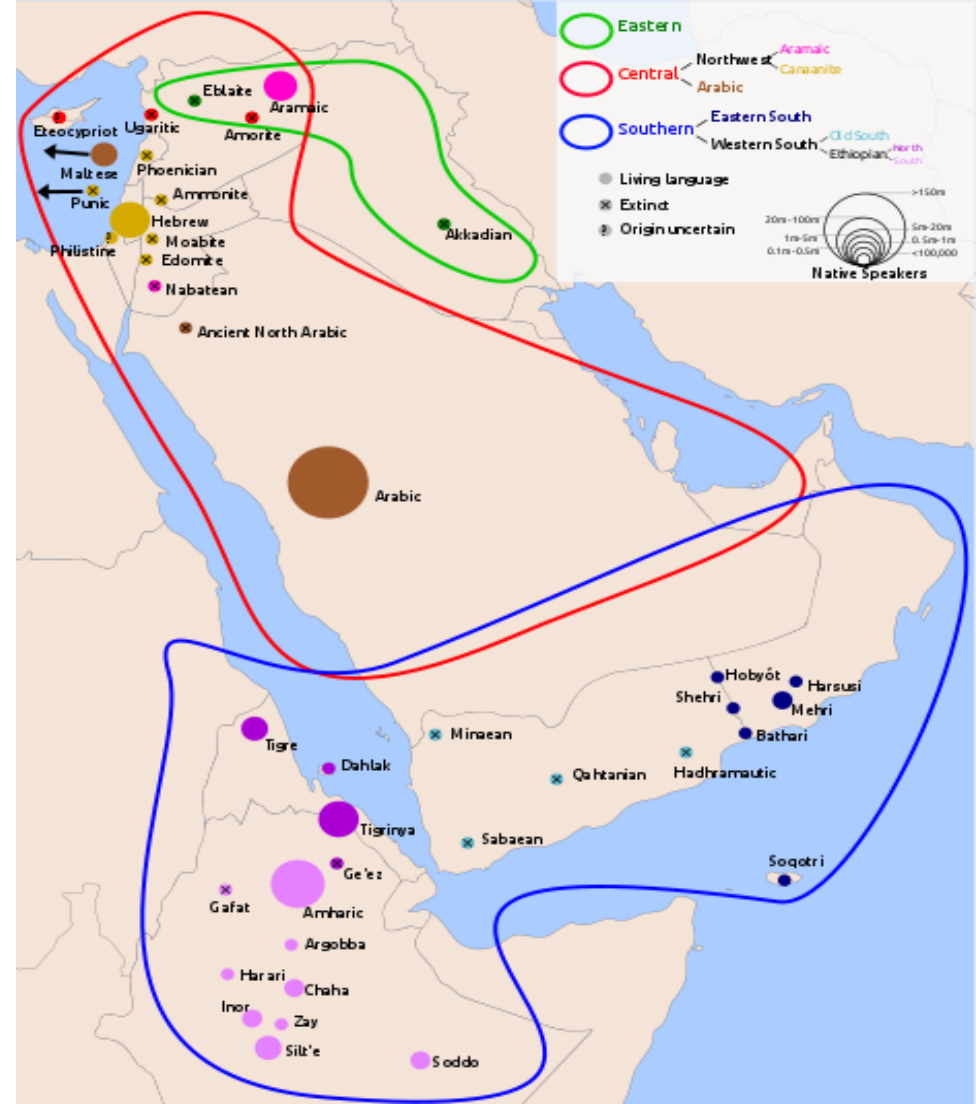 Eastern
Central
Northwest
Aramaic
Canaanite
Arabic
Southern
Eastern South
Western South
Old South
Ethiopian
North
South
Living language
Extinct
Origin uncertain
>150m
20m-100m
5m-20m
1m-5m
0.5m-1m
0.1m-0.5m
<100,000
Native Speakers
Eblaite
Aramaic
Eteocypriot
Ugaritic
Amorite
Maltese
Phoenician
Punic
Ammonite
Hebrew
Philistine
Moabite
Akkadian
Edomite
Nabatean
Ancient North Arabic
Arabic
Hobyót
Harsusi
Shehri
Mehri
Bathari
Minaean
Hadhramautic
Qahtanian
Sabaean
Soqotri
Tigre
Dahlak
Tigrinya
Ge'ez
Gafat
Amharic
Argobba
Harari
Chaha
Inor
Zay
Silt'e
Soddo